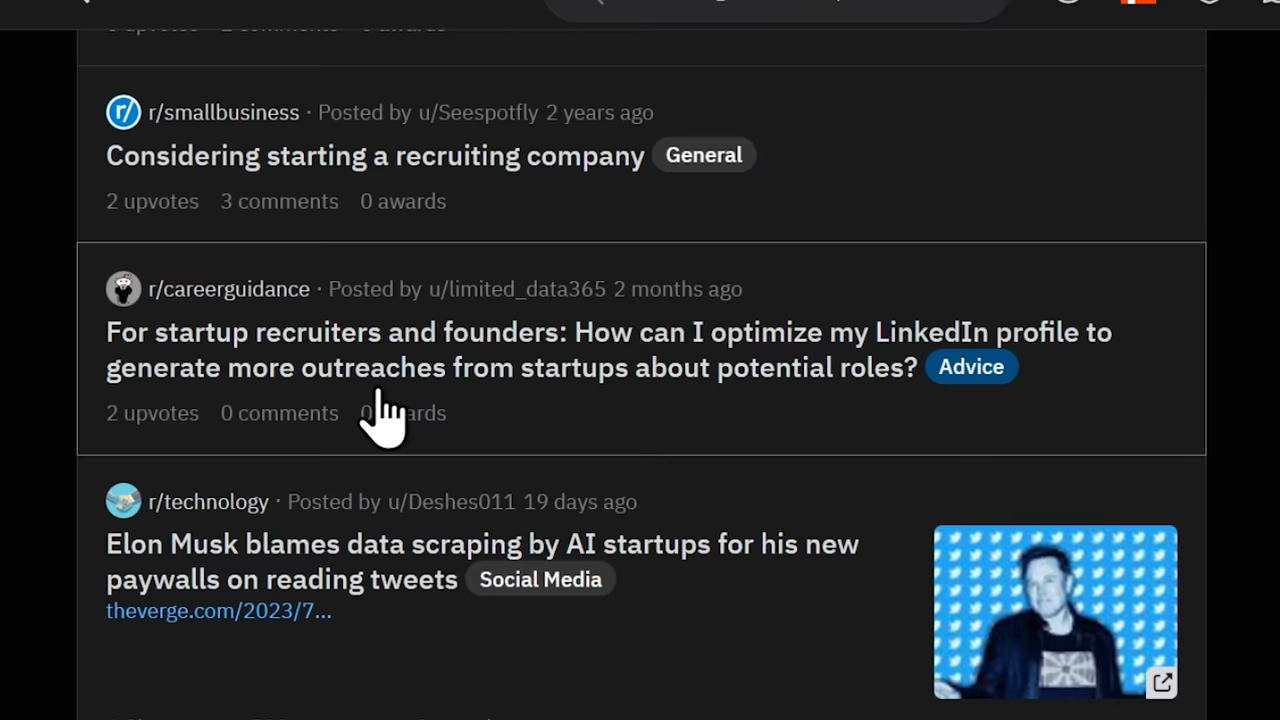 r/smallbusiness · Posted by u/Seespotfly 2 years ago
Considering starting a recruiting company General
2 upvotes 3 comments 0 awards
r/careerguidance · Posted by u/limited_data365 2 months ago
For startup recruiters and founders: How can I optimize my LinkedIn profile to
generate more outreaches from startups about potential roles? Advice
2 upvotes 0 comments 0 awards
r/technology · Posted by u/Deshes011 19 days ago
Elon Musk blames data scraping by AI startups for his new
paywalls on reading tweets Social Media
theverge.com/2023/7...